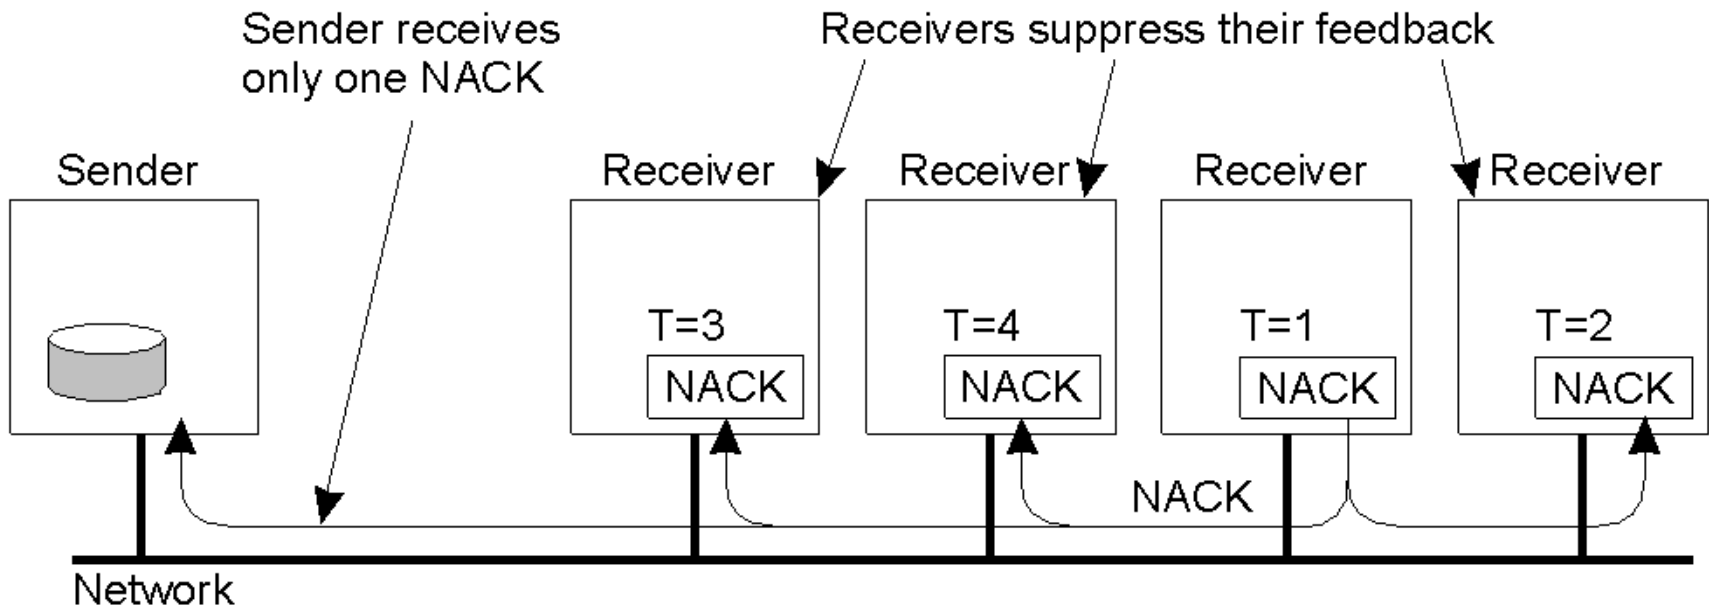 Sender receives
only one NACK
Receivers suppress their feedback
Sender
Receiver
Receiver
Receiver
Receiver
T=3
T=4
T=1
T=2
NACK
NACK
NACK
NACK
NACK
Network